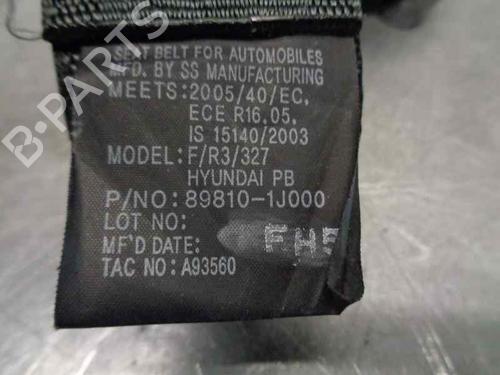 SEAT BELT FOR AUTOMOBILES
MFD. BY SS MANUFACTURING
MEETS:2005/40/EC.
ECE R16.05.
IS 15140/2003
MODEL: F/R3/327
HYUNDAI PB
P/NO: 89810-1J000
LOT NO:
MF'D DATE:
TAC NO: A93560
B-PARTS